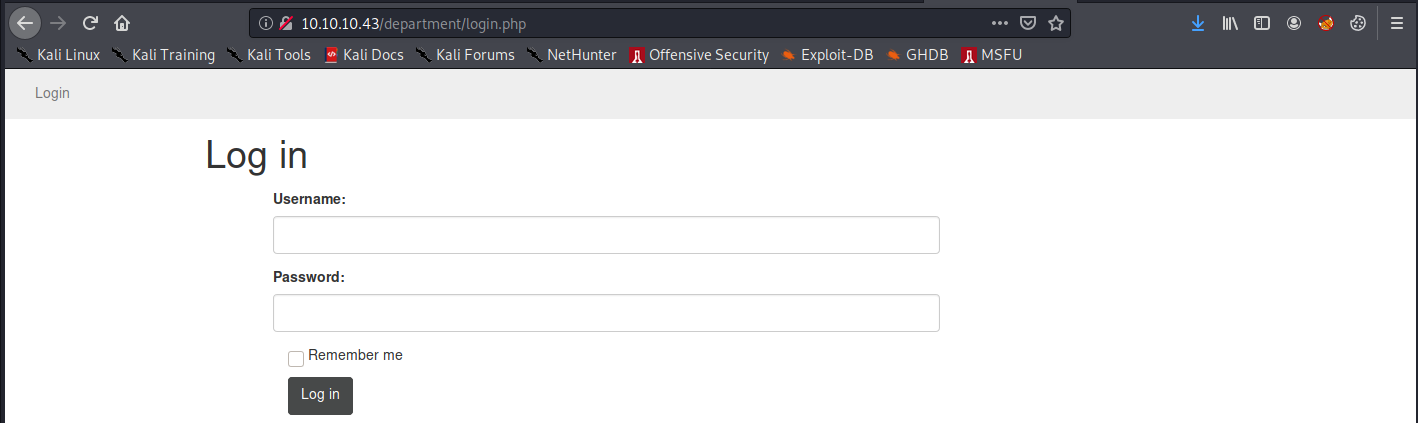 10.10.10.43/department/login.php
Kali Linux Kali Training Kali Tools Kali Docs Kali Forums NetHunter Offensive Security Exploit-DB GHDB MSFU
Login
Log in
Username:
Password:
Remember me
Log in